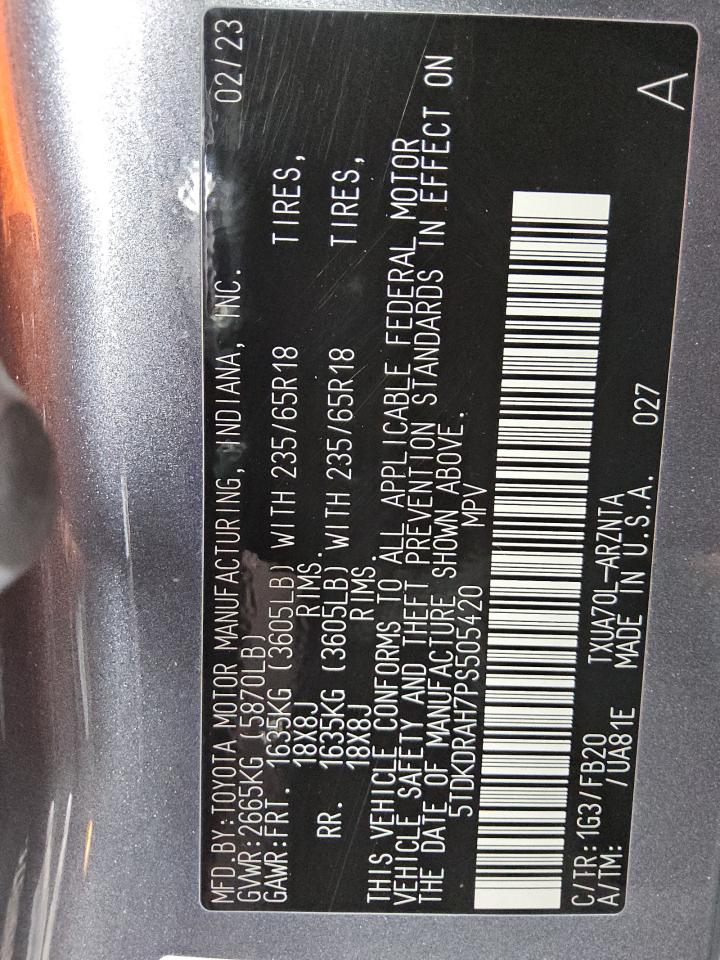 MFD.BY:TOYOTA MOTOR MANUFACTURING, INDIANA, INC. 02/23
GVWR:2665KG (5870LB)
GAWR:FRT. 1635KG (3605LB) WITH 235/65R18 TIRES,
18X8J RIMS.
RR. 1635KG (3605LB) WITH 235/65R18 TIRES,
18X8J RIMS.
THIS VEHICLE CONFORMS TO ALL APPLICABLE FEDERAL MOTOR
VEHICLE SAFETY AND THEFT PREVENTION STANDARDS IN EFFECT ON
THE DATE OF MANUFACTURE SHOWN ABOVE.
5TDKDRAH7PS505420 MPV
C/TR:1G3/FB20 TXUA70L-ARZNTA
A/TM: /UA81E MADE IN U.S.A. 027 A